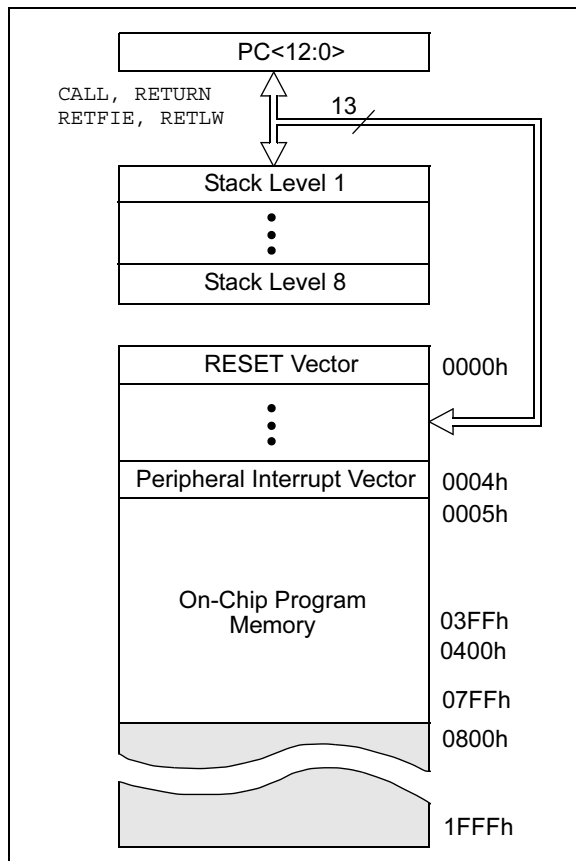 PC<12:0>
CALL, RETURN
RETFIE, RETLW
13
Stack Level 1
Stack Level 8
RESET Vector
0000h
Peripheral Interrupt Vector
0004h
0005h
On-Chip Program
Memory
03FFh
0400h
07FFh
0800h
1FFFh